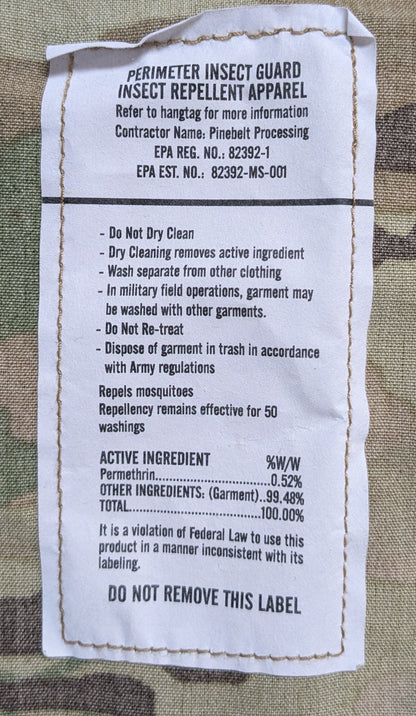 PERIMETER INSECT GUARD
INSECT REPELLENT APPAREL
Refer to hangtag for more information
Contractor Name: Pinebelt Processing
EPA REG. NO.: 82392-1
EPA EST. NO.: 82392-MS-001
- Do Not Dry Clean
- Dry Cleaning removes active ingredient
- Wash separate from other clothing
- In military field operations, garment may
be washed with other garments.
- Do Not Re-treat
- Dispose of garment in trash in accordance
with Army regulations
Repels mosquitoes
Repellency remains effective for 50
washings
ACTIVE INGREDIENT %W/W
Permethrin..............................0.52%
OTHER INGREDIENTS: (Garment)..99.48%
TOTAL.................................100.00%
It is a violation of Federal Law to use this
product in a manner inconsistent with its
labeling.
DO NOT REMOVE THIS LABEL